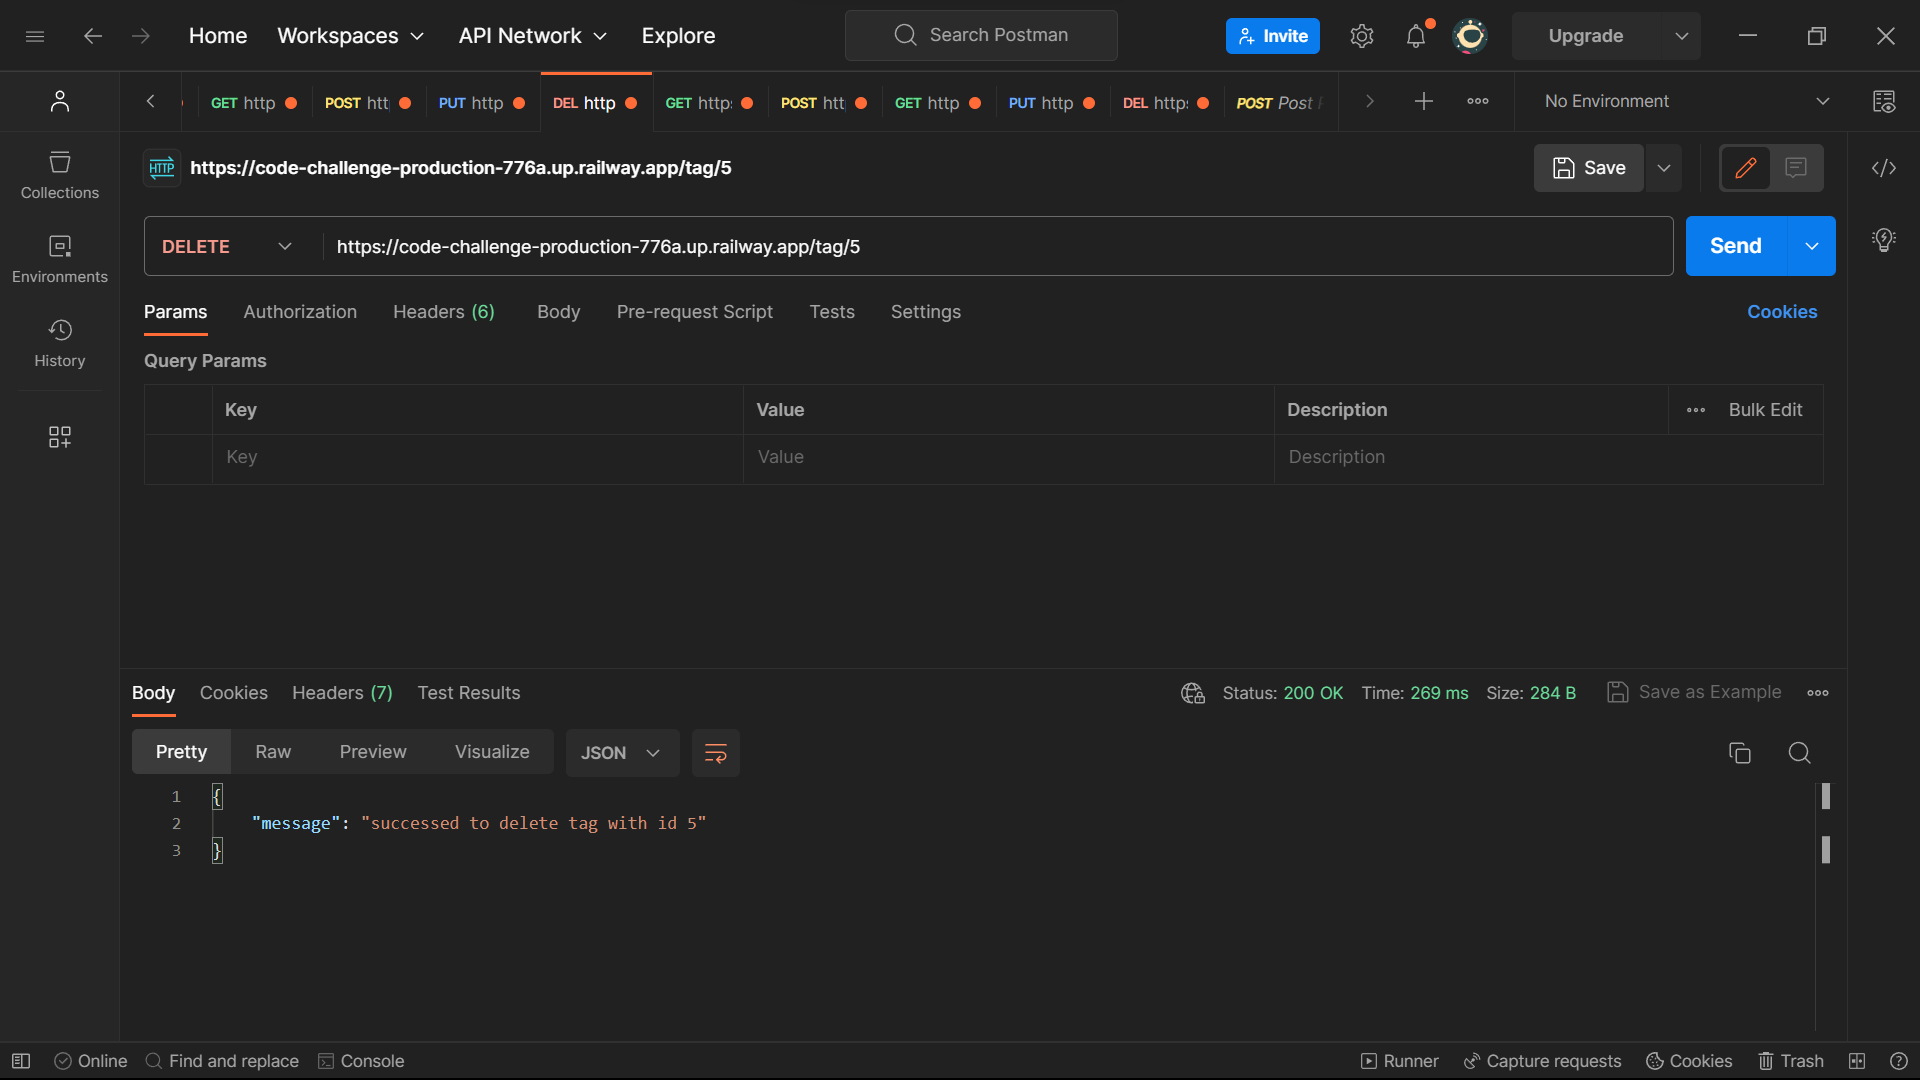 Home Workspaces API Network Explore Search Postman Invite Upgrade
GET http POST htt PUT http DEL http GET http: POST htt GET http PUT http DEL http: POST Post No Environment
HTTP https://code-challenge-production-776a.up.railway.app/tag/5 Save
Collections
Environments
History
DELETE https://code-challenge-production-776a.up.railway.app/tag/5 Send
Params Authorization Headers (6) Body Pre-request Script Tests Settings Cookies
Query Params
Key Value Description Bulk Edit
Key Value Description
Body Cookies Headers (7) Test Results Status: 200 OK Time: 269 ms Size: 284 B Save as Example
Pretty Raw Preview Visualize JSON
1 {
2 "message": "successed to delete tag with id 5"
3 }
Online Find and replace Console Runner Capture requests Cookies Trash